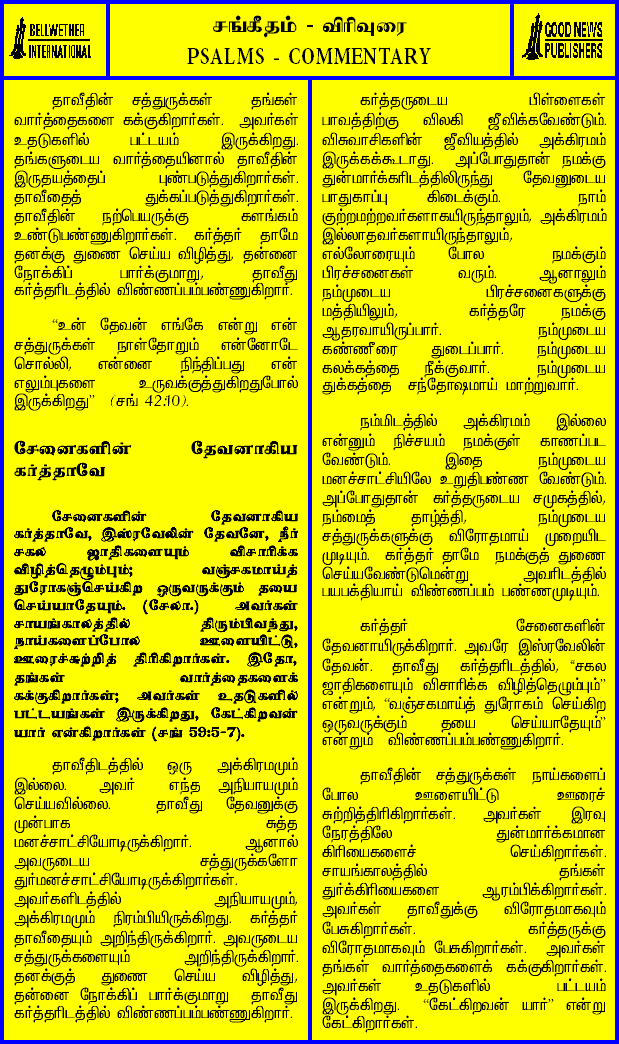 BELLWETHER
INTERNATIONAL
சங்கீதம் - விரிவுரை
PSALMS - COMMENTARY
GOOD NEWS
PUBLISHERS
தாவீதின் சத்துருக்கள் தங்கள்
வார்த்தைகளை கக்குகிறார்கள். அவர்கள்
உதடுகளில் பட்டயம் இருக்கிறது.
தங்களுடைய வார்த்தையினால் தாவீதின்
இருதயத்தைப் புண்படுத்துகிறார்கள்.
தாவீதைத் துக்கப்படுத்துகிறார்கள்.
தாவீதின் நற்பெயருக்கு களங்கம்
உண்டுபண்ணுகிறார்கள். கர்த்தர் தாமே
தனக்கு துணை செய்ய விழித்து, தன்னை
நோக்கிப் பார்க்குமாறு, தாவீது
கர்த்தரிடத்தில் விண்ணப்பம்பண்ணுகிறார்.
“உன் தேவன் எங்கே என்று என்
சத்துருக்கள் நாள்தோறும் என்னோடே
சொல்லி, என்னை நிந்திப்பது என்
எலும்புகளை உருவக்குத்துகிறதுபோல்
இருக்கிறது” (சங் 42:10).
சேனைகளின் தேவனாகிய
கர்த்தாவே
சேனைகளின் தேவனாகிய
கர்த்தாவே, இஸ்ரவேலின் தேவனே, நீர்
சகல ஜாதிகளையும் விசாரிக்க
விழித்தெழும்பும்; வஞ்சகமாய்த்
துரோகஞ்செய்கிற ஒருவருக்கும் தயை
செய்யாதேயும். (சேலா.) அவர்கள்
சாயங்காலத்தில் திரும்பிவந்து,
நாய்களைப்போல ஊளையிட்டு,
ஊரைச்சுற்றித் திரிகிறார்கள். இதோ,
தங்கள் வார்த்தைகளைக்
கக்குகிறார்கள்; அவர்கள் உதடுகளில்
பட்டயங்கள் இருக்கிறது, கேட்கிறவன்
யார் என்கிறார்கள் (சங் 59:5-7).
தாவீதிடத்தில் ஒரு அக்கிரமமும்
இல்லை. அவர் எந்த அநியாயமும்
செய்யவில்லை. தாவீது தேவனுக்கு
முன்பாக சுத்த
மனச்சாட்சியோடிருக்கிறார். ஆனால்
அவருடைய சத்துருக்களோ
துர்மனச்சாட்சியோடிருக்கிறார்கள்.
அவர்களிடத்தில் அநியாயமும்,
அக்கிரமமும் நிரம்பியிருக்கிறது. கர்த்தர்
தாவீதையும் அறிந்திருக்கிறார். அவருடைய
சத்துருக்களையும் அறிந்திருக்கிறார்.
தனக்குத் துணை செய்ய விழித்து,
தன்னை நோக்கிப் பார்க்குமாறு தாவீது
கர்த்தரிடத்தில் விண்ணப்பம்பண்ணுகிறார்.
கர்த்தருடைய பிள்ளைகள்
பாவத்திற்கு விலகி ஜீவிக்கவேண்டும்.
விசுவாசிகளின் ஜீவியத்தில் அக்கிரமம்
இருக்கக்கூடாது. அப்போதுதான் நமக்கு
துன்மார்க்கரிடத்திலிருந்து தேவனுடைய
பாதுகாப்பு கிடைக்கும். நாம்
குற்றமற்றவர்களாகயிருந்தாலும், அக்கிரமம்
இல்லாதவர்களாயிருந்தாலும்,
எல்லோரையும் போல நமக்கும்
பிரச்சனைகள் வரும். ஆனாலும்
நம்முடைய பிரச்சனைகளுக்கு
மத்தியிலும், கர்த்தரே நமக்கு
ஆதரவாயிருப்பார். நம்முடைய
கண்ணீரை துடைப்பார். நம்முடைய
கலக்கத்தை நீக்குவார். நம்முடைய
துக்கத்தை சந்தோஷமாய் மாற்றுவார்.
நம்மிடத்தில் அக்கிரமம் இல்லை
என்னும் நிச்சயம் நமக்குள் காணப்பட
வேண்டும். இதை நம்முடைய
மனச்சாட்சியிலே உறுதிபண்ண வேண்டும்.
அப்போதுதான் கர்த்தருடைய சமுகத்தில்,
நம்மைத் தாழ்த்தி, நம்முடைய
சத்துருக்களுக்கு விரோதமாய் முறையிட
முடியும். கர்த்தர் தாமே நமக்குத் துணை
செய்யவேண்டுமென்று அவரிடத்தில்
பயபக்தியாய் விண்ணப்பம் பண்ணமுடியும்.
கர்த்தர் சேனைகளின்
தேவனாயிருக்கிறார். அவரே இஸ்ரவேலின்
தேவன். தாவீது கர்த்தரிடத்தில், “சகல
ஜாதிகளையும் விசாரிக்க விழித்தெழும்பும்”
என்றும், “வஞ்சகமாய்த் துரோகம் செய்கிற
ஒருவருக்கும் தயை செய்யாதேயும்”
என்றும் விண்ணப்பம்பண்ணுகிறார்.
தாவீதின் சத்துருக்கள் நாய்களைப்
போல ஊளையிட்டு ஊரைச்
சுற்றித்திரிகிறார்கள். அவர்கள் இரவு
நேரத்திலே துன்மார்க்கமான
கிரியைகளைச் செய்கிறார்கள்.
சாயங்காலத்தில் தங்கள்
துர்க்கிரியைகளை ஆரம்பிக்கிறார்கள்.
அவர்கள் தாவீதுக்கு விரோதமாகவும்
பேசுகிறார்கள். கர்த்தருக்கு
விரோதமாகவும் பேசுகிறார்கள். அவர்கள்
தங்கள் வார்த்தைகளைக் கக்குகிறார்கள்.
அவர்கள் உதடுகளில் பட்டயம்
இருக்கிறது. “கேட்கிறவன் யார்” என்று
கேட்கிறார்கள்.